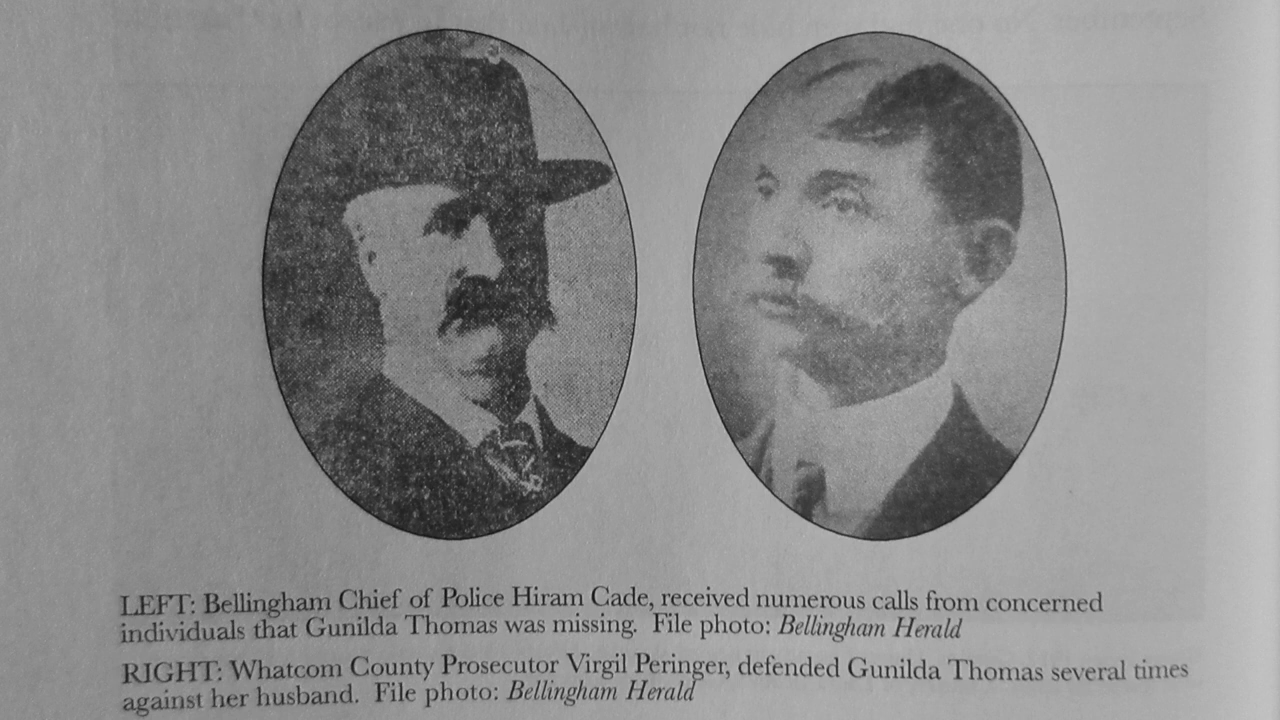 LEFT: Bellingham Chief of Police Hiram Cade, received numerous calls from concerned
individuals that Gunilda Thomas was missing. File photo: Bellingham Herald
RIGHT: Whatcom County Prosecutor Virgil Peringer, defended Gunilda Thomas several times
against her husband. File photo: Bellingham Herald